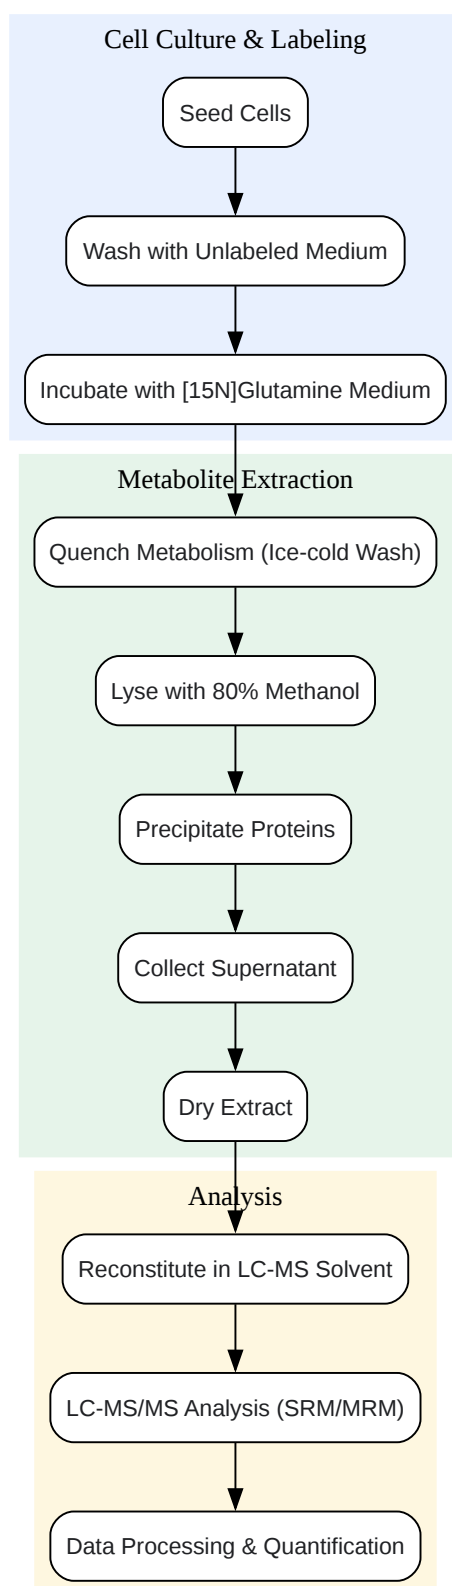 Cell Culture & Labeling
Seed Cells
Wash with Unlabeled Medium
Incubate with [15N]Glutamine Medium
Metabolite Extraction
Quench Metabolism (Ice-cold Wash)
Lyse with 80% Methanol
Precipitate Proteins
Collect Supernatant
Dry Extract
Analysis
Reconstitute in LC-MS Solvent
LC-MS/MS Analysis (SRM/MRM)
Data Processing & Quantification